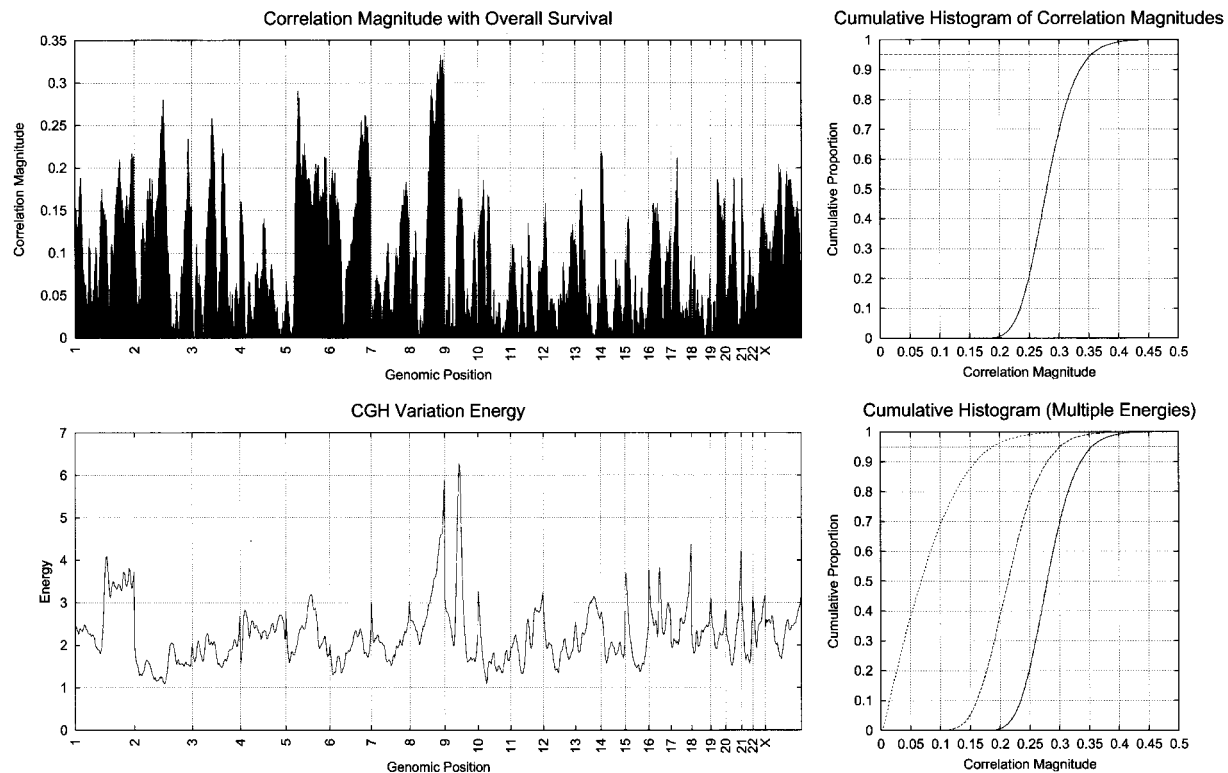 Correlation Magnitude with Overall Survival
Correlation Magnitude
0.35
0.3
0.25
0.2
0.15
0.1
0.05
0
1 2 3 4 5 6 7 8 9 10 11 12 13 14 15 16 17 18 19 20 21 22 X
Genomic Position
Cumulative Histogram of Correlation Magnitudes
Cumulative Proportion
1
0.9
0.8
0.7
0.6
0.5
0.4
0.3
0.2
0.1
0
0 0.05 0.1 0.15 0.2 0.25 0.3 0.35 0.4 0.45 0.5
Correlation Magnitude
CGH Variation Energy
Energy
7
6
5
4
3
2
1
0
1 2 3 4 5 6 7 8 9 10 11 12 13 14 15 16 17 18 19 20 21 22 X
Genomic Position
Cumulative Histogram (Multiple Energies)
Cumulative Proportion
1
0.9
0.8
0.7
0.6
0.5
0.4
0.3
0.2
0.1
0
0 0.05 0.1 0.15 0.2 0.25 0.3 0.35 0.4 0.45 0.5
Correlation Magnitude